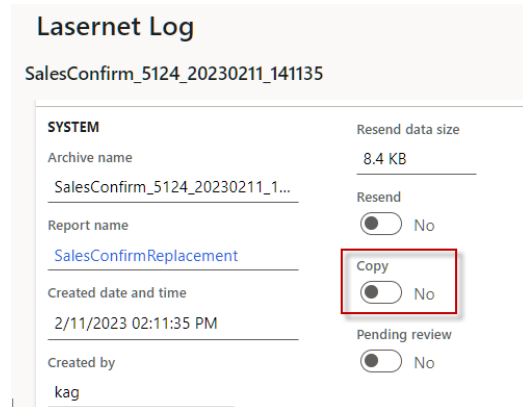 Lasernet Log
SalesConfirm_5124_20230211_141135
SYSTEM
Archive name
SalesConfirm_5124_20230211_1...
Report name
SalesConfirmReplacement
Created date and time
2/11/2023 02:11:35 PM
Created by
kag
Resend data size
8.4 KB
Resend
No
Copy
No
Pending review
No